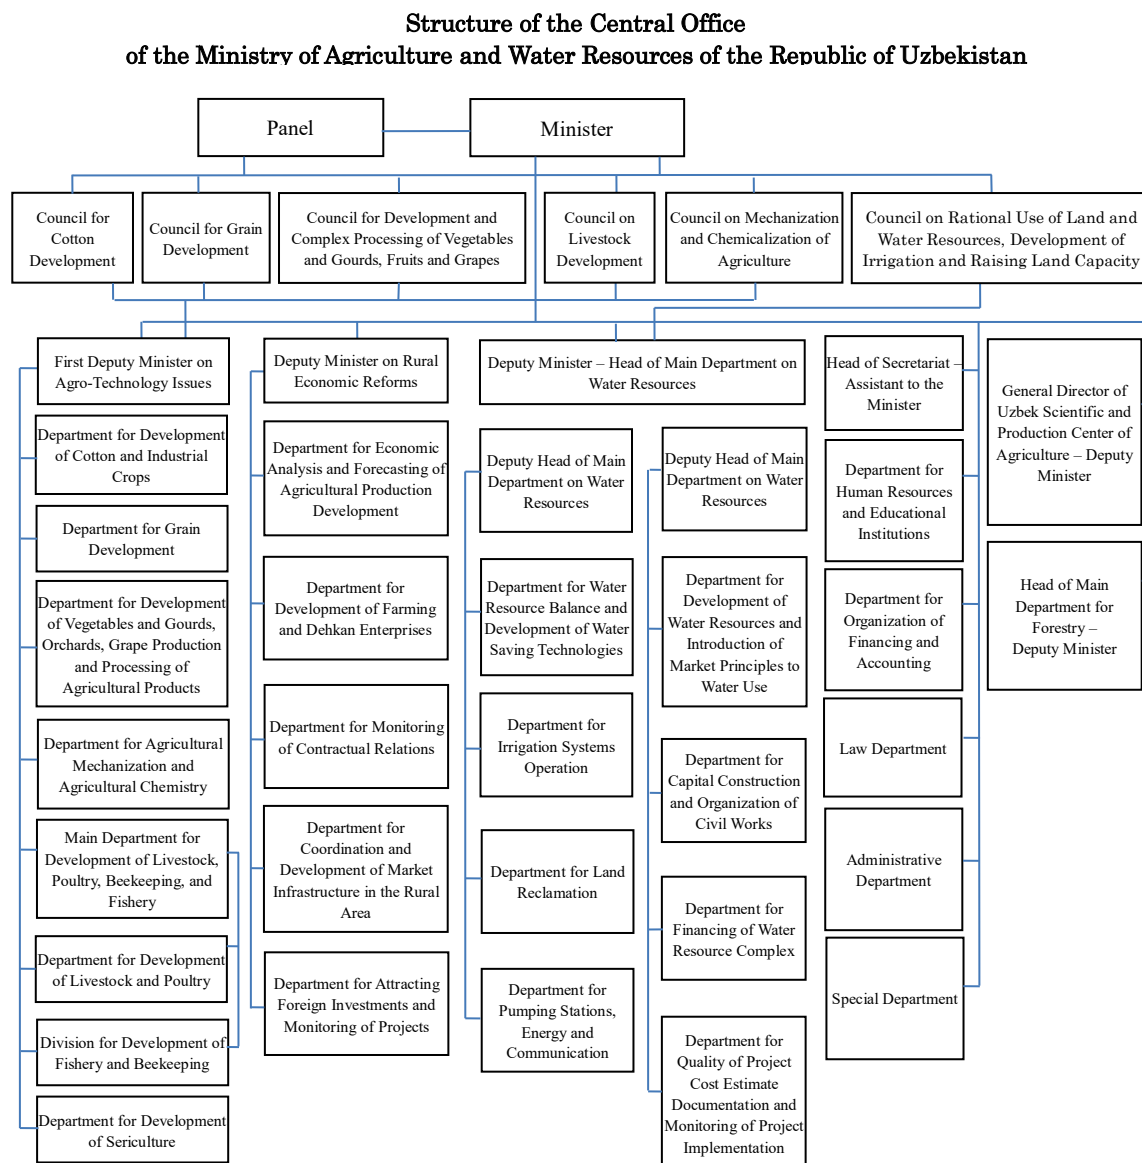 Structure of the Central Office
of the Ministry of Agriculture and Water Resources of the Republic of Uzbekistan
Panel
Minister
Council for
Cotton
Development
Council for Grain
Development
Council for Development and
Complex Processing of Vegetables
and Gourds, Fruits and Grapes
Council on
Livestock
Development
Council on Mechanization
and Chemicalization of
Agriculture
Council on Rational Use of Land and
Water Resources, Development of
Irrigation and Raising Land Capacity
First Deputy Minister on
Agro-Technology Issues
Department for Development
of Cotton and Industrial
Crops
Department for Grain
Development
Department for Development
of Vegetables and Gourds,
Orchards, Grape Production
and Processing of
Agricultural Products
Department for Agricultural
Mechanization and
Agricultural Chemistry
Main Department for
Development of Livestock,
Poultry, Beekeeping, and
Fishery
Department for Development
of Livestock and Poultry
Division for Development of
Fishery and Beekeeping
Department for Development
of Sericulture
Deputy Minister on Rural
Economic Reforms
Department for Economic
Analysis and Forecasting of
Agricultural Production
Development
Department for
Development of Farming
and Dehkan Enterprises
Department for Monitoring
of Contractual Relations
Department for
Coordination and
Development of Market
Infrastructure in the Rural
Area
Department for Attracting
Foreign Investments and
Monitoring of Projects
Deputy Minister – Head of Main Department on
Water Resources
Deputy Head of Main
Department on Water
Resources
Department for Water
Resource Balance and
Development of Water
Saving Technologies
Department for
Irrigation Systems
Operation
Department for Land
Reclamation
Department for
Pumping Stations,
Energy and
Communication
Deputy Head of Main
Department on Water
Resources
Department for
Development of
Water Resources and
Introduction of
Market Principles to
Water Use
Department for
Capital Construction
and Organization of
Civil Works
Department for
Financing of Water
Resource Complex
Department for
Quality of Project
Cost Estimate
Documentation and
Monitoring of Project
Implementation
Head of Secretariat –
Assistant to the
Minister
Department for
Human Resources
and Educational
Institutions
Department for
Organization of
Financing and
Accounting
Law Department
Administrative
Department
Special Department
General Director of
Uzbek Scientific and
Production Center of
Agriculture – Deputy
Minister
Head of Main
Department for
Forestry –
Deputy Minister